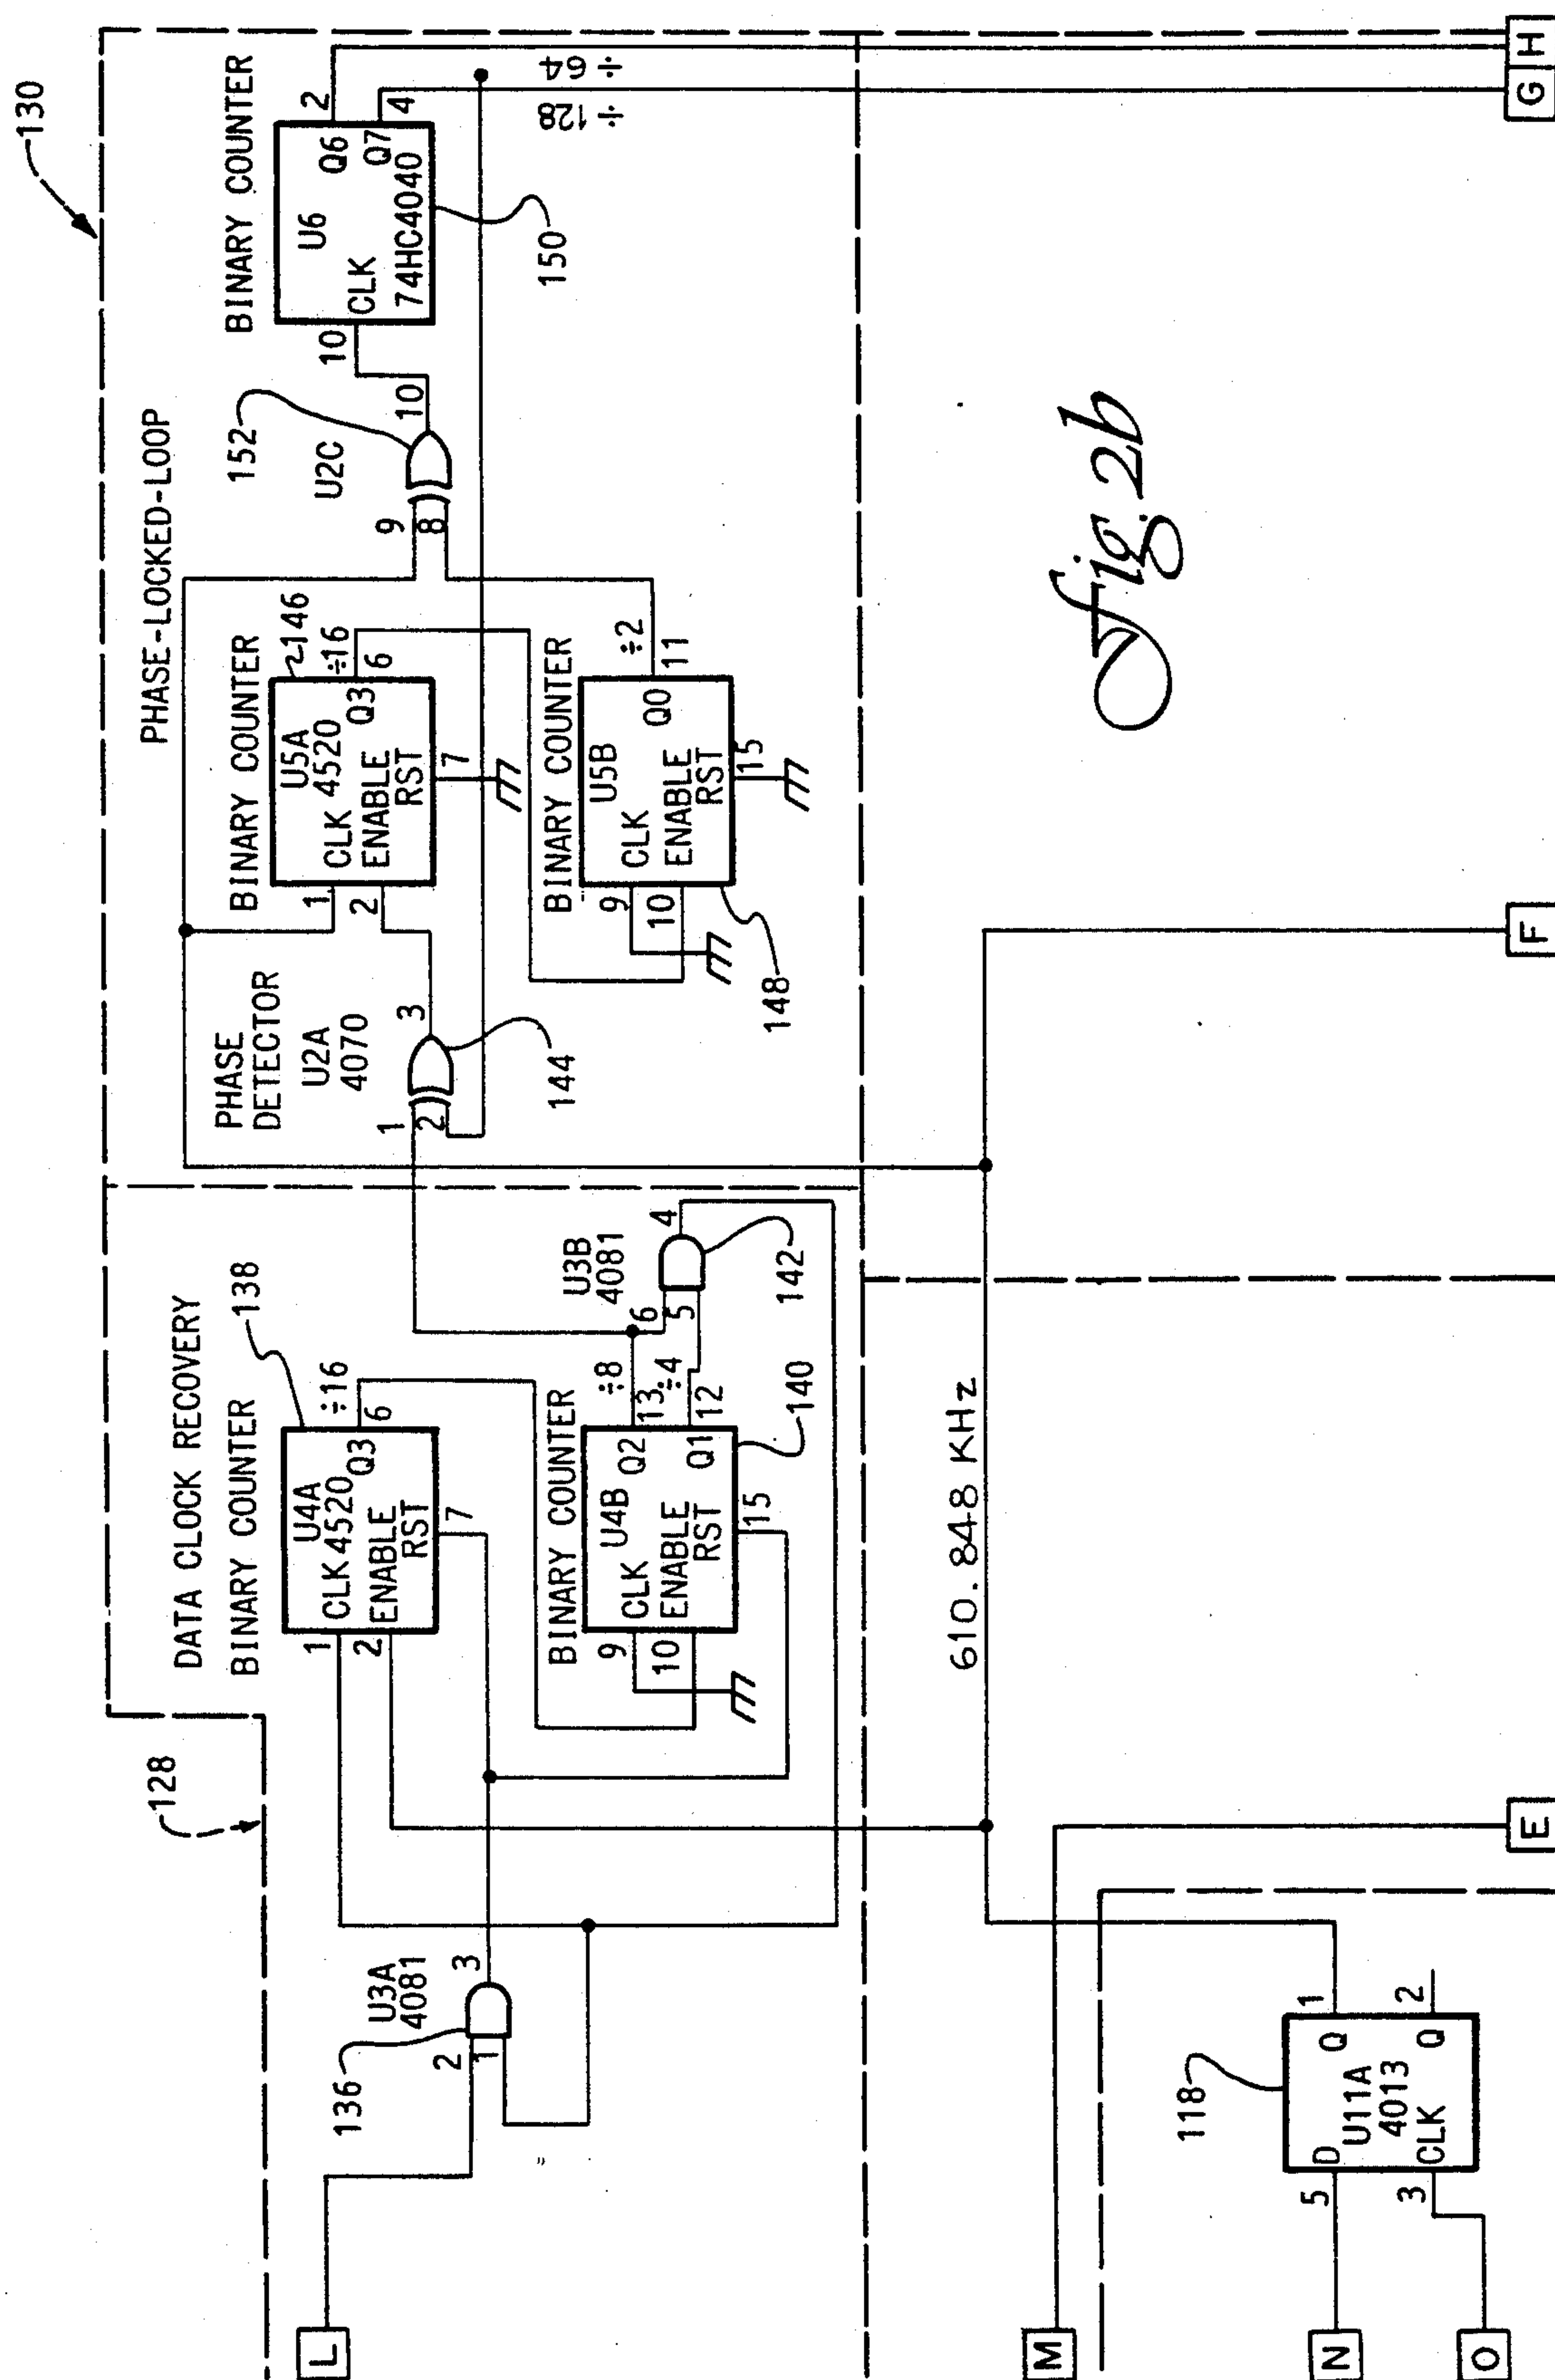 130
PHASE-LOCKED-LOOP
BINARY COUNTER
U6
CLK
Q6
Q7
74HC4040
10
2
4
÷64
÷128
150
152
U2C
9
8
10
BINARY COUNTER
146
U5A
4520
CLK
ENABLE
RST
Q3
÷16
1
2
6
7
BINARY COUNTER
U5B
CLK
ENABLE
RST
Q0
÷2
9
10
11
15
148
PHASE
DETECTOR
U2A
4070
1
2
3
144
DATA CLOCK RECOVERY
BINARY COUNTER
138
U4A
4520
CLK
ENABLE
RST
Q3
÷16
1
2
6
7
BINARY COUNTER
U4B
CLK
ENABLE
RST
Q2
Q1
÷8
÷4
9
10
13
12
15
140
U3B
4081
6
5
4
142
128
U3A
4081
136
2
1
3
610.848 KHz
118
U11A
4013
D
CLK
Q
Q
5
3
1
2
L
M
N
O
E
F
G
H
Fig. 2b